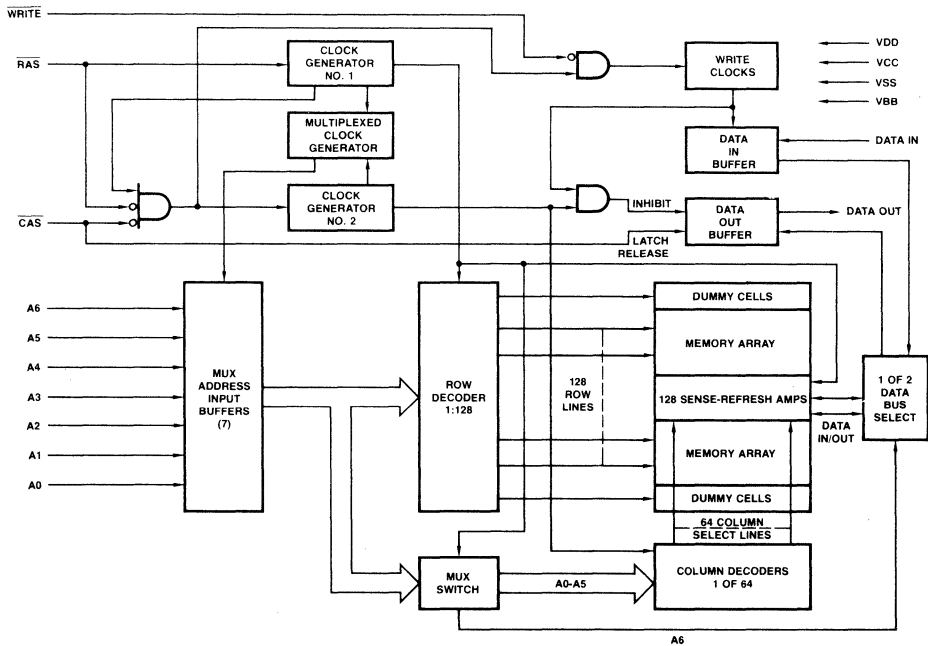 WRITE
RAS
CLOCK
GENERATOR
NO. 1
WRITE
CLOCKS
VDD
VCC
VSS
VBB
MULTIPLEXED
CLOCK
GENERATOR
DATA
IN
BUFFER
DATA IN
CAS
CLOCK
GENERATOR
NO. 2
INHIBIT
LATCH
RELEASE
DATA
OUT
BUFFER
DATA OUT
A6
A5
A4
A3
A2
A1
A0
MUX
ADDRESS
INPUT
BUFFERS
(7)
ROW
DECODER
1:128
128
ROW
LINES
DUMMY CELLS
MEMORY ARRAY
128 SENSE-REFRESH AMPS
MEMORY ARRAY
DUMMY CELLS
DATA
IN/OUT
1 OF 2
DATA
BUS
SELECT
64 COLUMN
SELECT LINES
MUX
SWITCH
A0-A5
COLUMN DECODERS
1 OF 64
A6